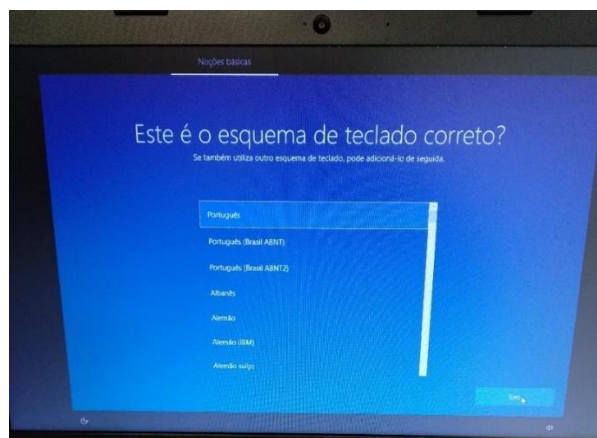 Noções básicas
Este é o esquema de teclado correto?
Se também utiliza outro esquema de teclado, pode adicioná-lo de seguida.
Português
Português (Brasil ABNT)
Português (Brasil ABNT2)
Albanês
Alemão
Alemão (IBM)
Alemão suíço
Sim